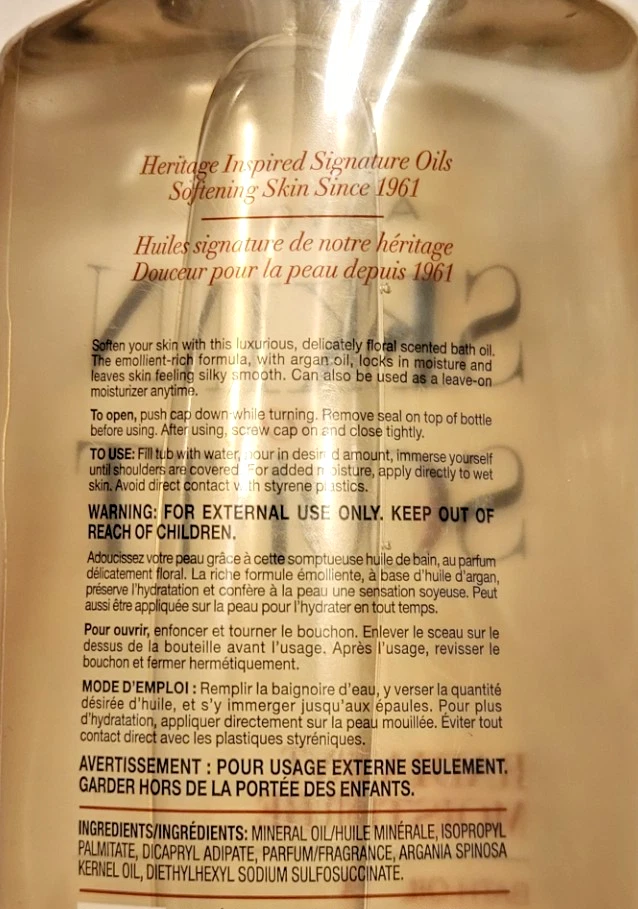 Heritage Inspired Signature Oils
Softening Skin Since 1961
Huiles signature de notre héritage
Douceur pour la peau depuis 1961
Soften your skin with this luxurious, delicately floral scented bath oil.
The emollient-rich formula, with argan oil, locks in moisture and
leaves skin feeling silky smooth. Can also be used as a leave-on
moisturizer anytime.
To open, push cap down while turning. Remove seal on top of bottle
before using. After using, screw cap on and close tightly.
TO USE: Fill tub with water, pour in desired amount, immerse yourself
until shoulders are covered. For added moisture, apply directly to wet
skin. Avoid direct contact with styrene plastics.
WARNING: FOR EXTERNAL USE ONLY. KEEP OUT OF
REACH OF CHILDREN.
Adoucissez votre peau grâce à cette somptueuse huile de bain, au parfum
délicatement floral. La riche formule émolliente, à base d'huile d'argan,
préserve l'hydratation et confère à la peau une sensation soyeuse. Peut
aussi être appliquée sur la peau pour l'hydrater en tout temps.
Pour ouvrir, enfoncer et tourner le bouchon. Enlever le sceau sur le
dessus de la bouteille avant l'usage. Après l'usage, revisser le
bouchon et fermer hermétiquement.
MODE D'EMPLOI : Remplir la baignoire d'eau, y verser la quantité
désirée d'huile, et s'y immerger jusqu'aux épaules. Pour plus
d'hydratation, appliquer directement sur la peau mouillée. Éviter tout
contact direct avec les plastiques styréniques.
AVERTISSEMENT : POUR USAGE EXTERNE SEULEMENT.
GARDER HORS DE LA PORTÉE DES ENFANTS.
INGREDIENTS/INGRÉDIENTS: MINERAL OIL/HUILE MINÉRALE, ISOPROPYL
PALMITATE, DICAPRYL ADIPATE, PARFUM/FRAGRANCE, ARGANIA SPINOSA
KERNEL OIL, DIETHYLHEXYL SODIUM SULFOSUCCINATE.